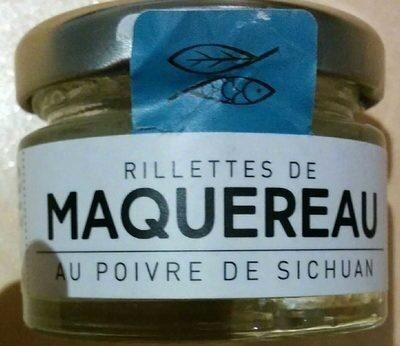 RILLETTES DE
MAQUEREAU
AU POIVRE DE SICHUAN